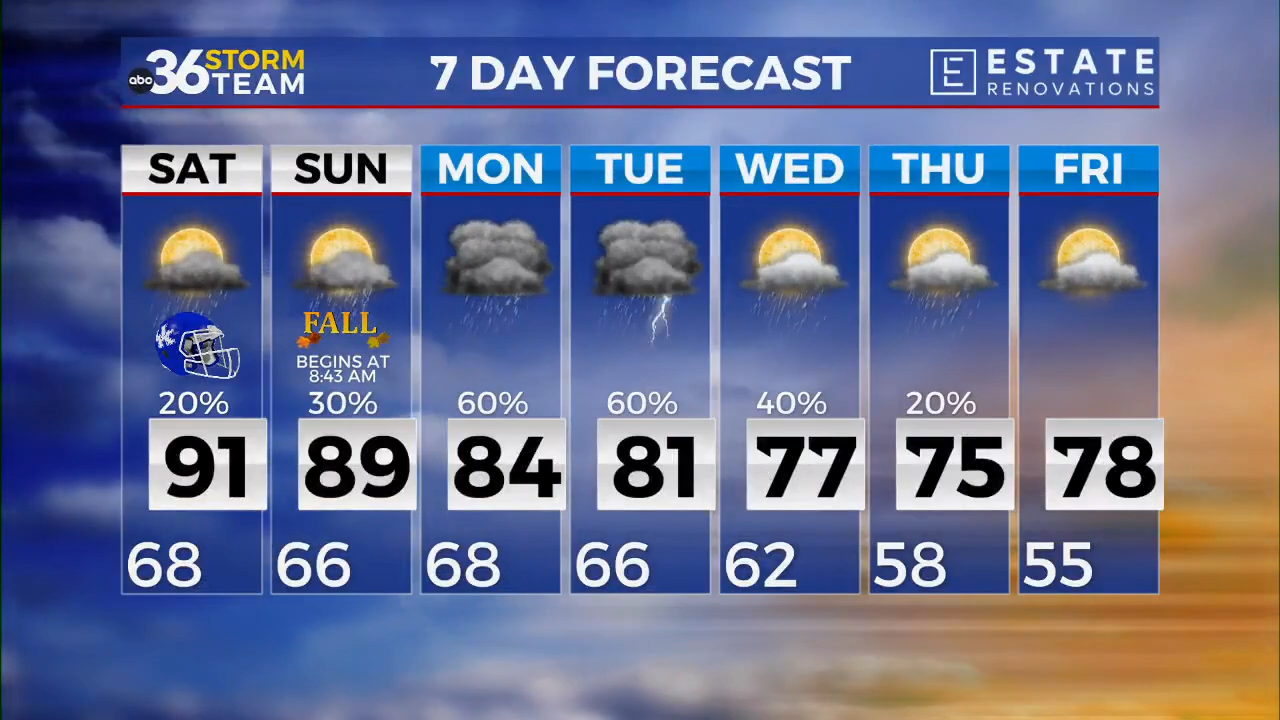 abc 36 STORM TEAM
7 DAY FORECAST
ESTATE
RENOVATIONS
SAT SUN MON TUE WED THU FRI
FALL
BEGINS AT
8:43 AM
20% 30% 60% 60% 40% 20%
91 89 84 81 77 75 78
68 66 68 66 62 58 55